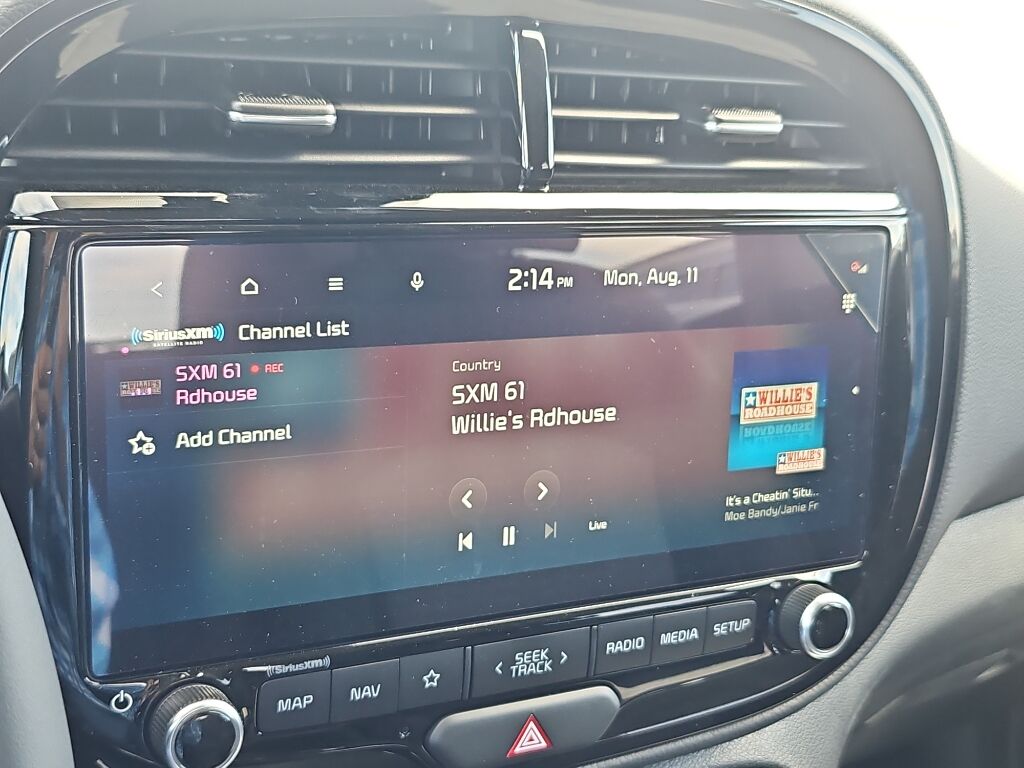 2:14 PM Mon, Aug. 11
SiriusXM Channel List
SATELLITE RADIO
SXM 61 REC
Rdhouse
Add Channel
Country
SXM 61
Willie's Rdhouse
WILLIE'S
ROADHOUSE
WILLIE'S
ROADHOUSE
It's a Cheatin' Situ...
Moe Bandy/Janie Fr
Live
SiriusXM
MAP
NAV
SEEK
TRACK
RADIO
MEDIA
SETUP